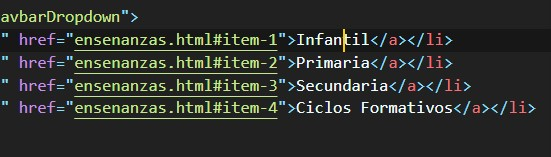 avbarDropdown">
" href="ensenanzas.html#item-1">Infantil</a></li>
" href="ensenanzas.html#item-2">Primaria</a></li>
" href="ensenanzas.html#item-3">Secundaria</a></li>
" href="ensenanzas.html#item-4">Ciclos Formativos</a></li>